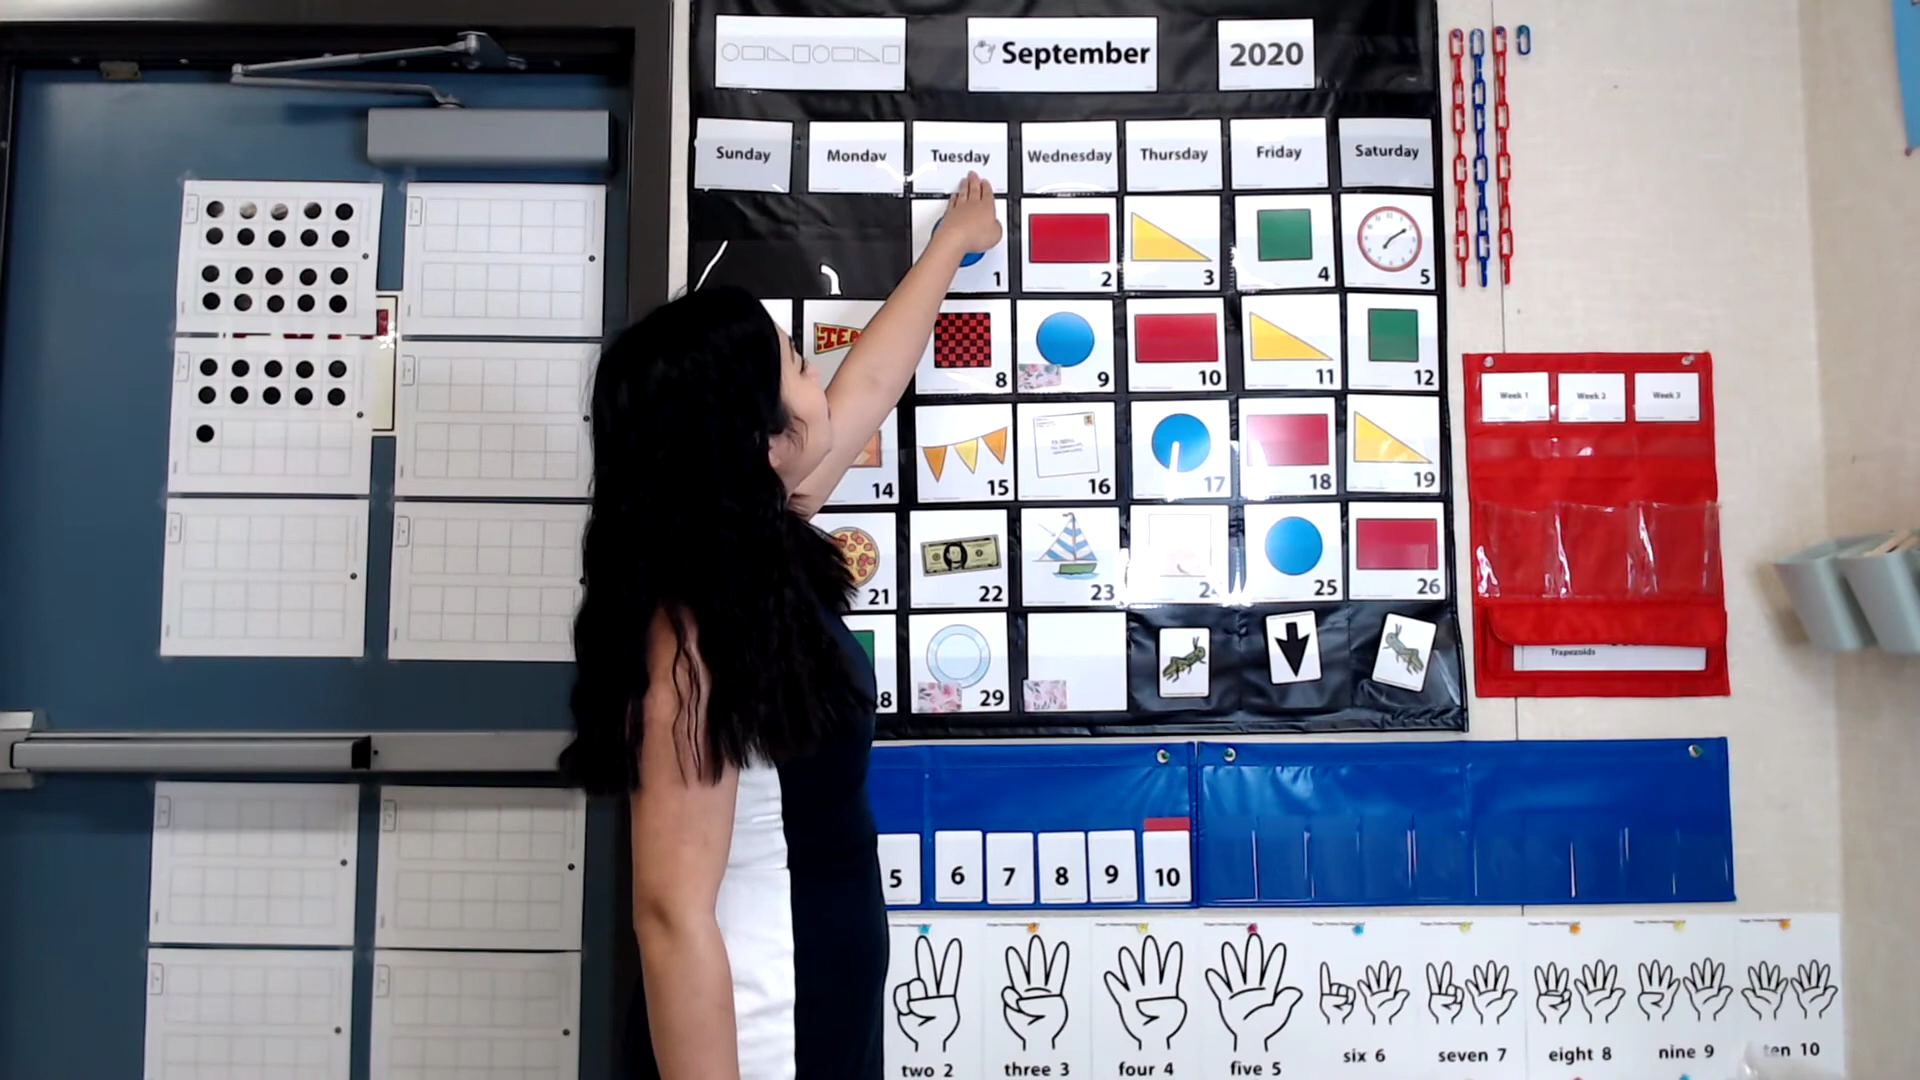 September
2020
Sunday Monday Tuesday Wednesday Thursday Friday Saturday
1 2 3 4 5
TEA
8 9 10 11 12
14 15 16 17 18 19
21 22 23 25 26
29
Week 1 Week 2 Week 3
Trapezoids
5 6 7 8 9 10
two 2 three 3 four 4 five 5 six 6 seven 7 eight 8 nine 9 ten 10